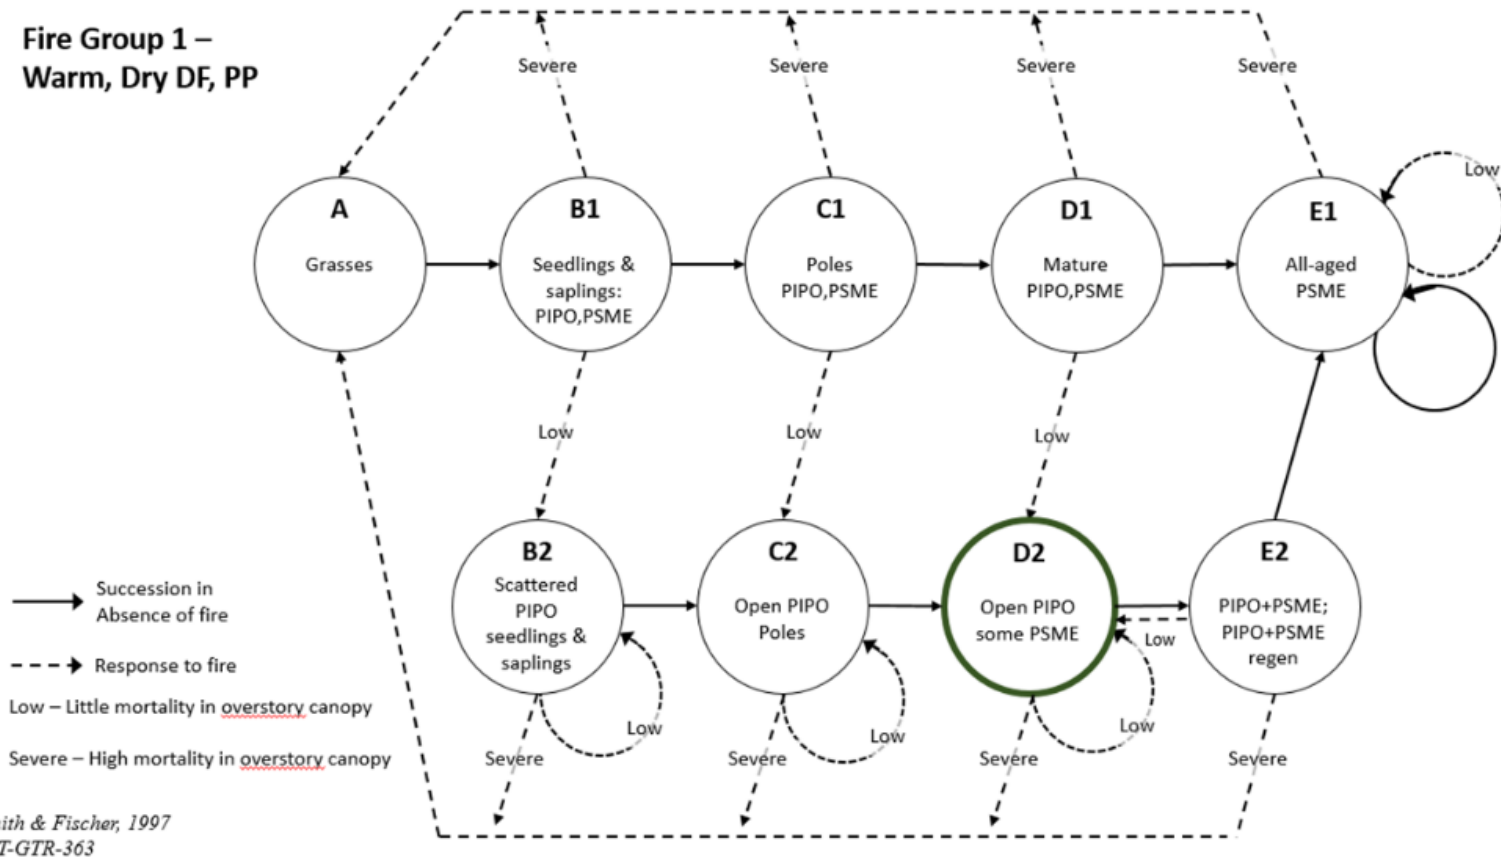 Fire Group 1 –
Warm, Dry DF, PP
Severe
Severe
Severe
Severe
Low
A
Grasses
B1
Seedlings &
saplings:
PIPO,PSME
C1
Poles
PIPO,PSME
D1
Mature
PIPO,PSME
E1
All-aged
PSME
Low
Low
Low
B2
Scattered
PIPO
seedlings &
saplings
C2
Open PIPO
Poles
D2
Open PIPO
some PSME
E2
PIPO+PSME;
PIPO+PSME
regen
Low
Low
Low
Low
Severe
Severe
Severe
Severe
Succession in
Absence of fire
Response to fire
Low – Little mortality in overstory canopy
Severe – High mortality in overstory canopy
ith & Fischer, 1997
T-GTR-363